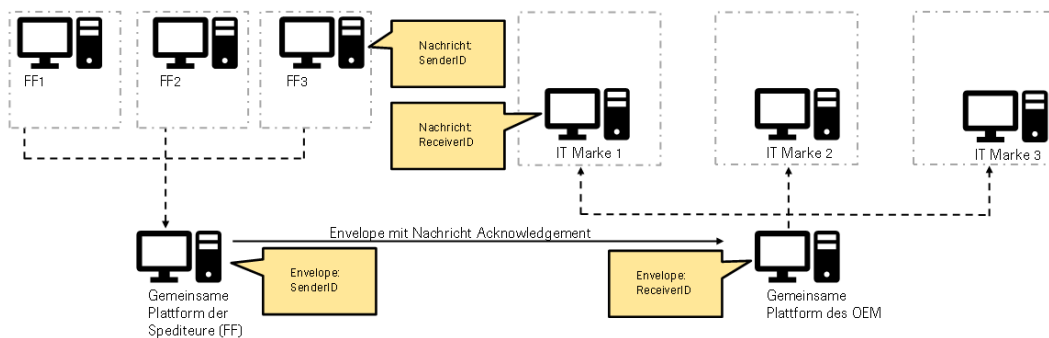 FF1
FF2
FF3
Nachricht:
SenderID
Nachricht:
ReceiverID
IT Marke 1
IT Marke 2
IT Marke 3
Envelope mit Nachricht Acknowledgement
Envelope:
SenderID
Envelope:
ReceiverID
Gemeinsame
Plattform der
Spediteure (FF)
Gemeinsame
Plattform des OEM